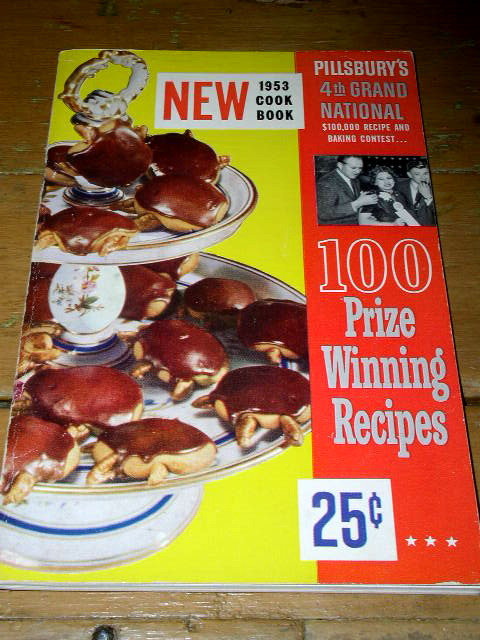 NEW
1953
COOK
BOOK
PILLSBURY'S
4th GRAND
NATIONAL
$100,000 RECIPE AND
BAKING CONTEST...
100
Prize
Winning
Recipes
25¢